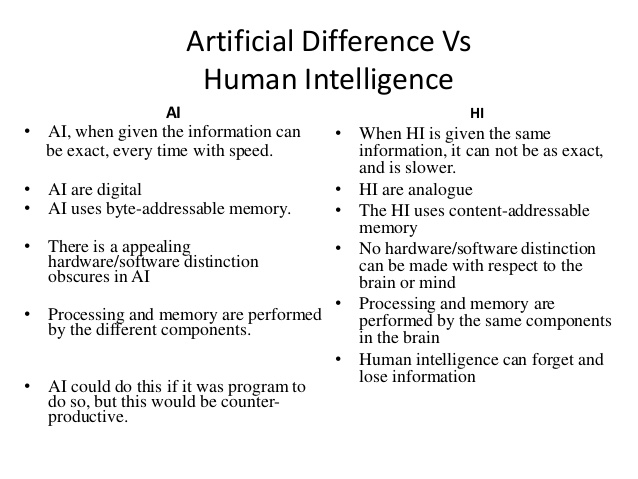 Artificial Difference Vs
Human Intelligence
AI
• AI, when given the information can
be exact, every time with speed.
• AI are digital
• AI uses byte-addressable memory.
• There is a appealing
hardware/software distinction
obscures in AI
• Processing and memory are performed
by the different components.
• AI could do this if it was program to
do so, but this would be counter-
productive.
HI
• When HI is given the same
information, it can not be as exact,
and is slower.
• HI are analogue
• The HI uses content-addressable
memory
• No hardware/software distinction
can be made with respect to the
brain or mind
• Processing and memory are
performed by the same components
in the brain
• Human intelligence can forget and
lose information